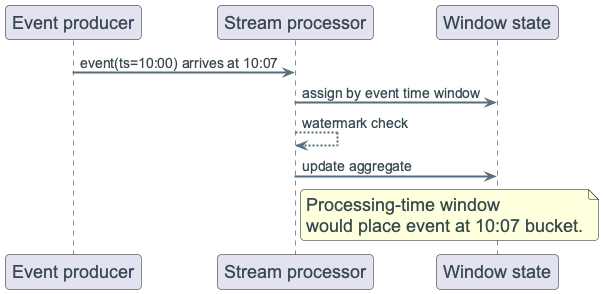 Event producer
Stream processor
Window state
event(ts=10:00) arrives at 10:07
assign by event time window
watermark check
update aggregate
Processing-time window
would place event at 10:07 bucket.
Event producer
Stream processor
Window state